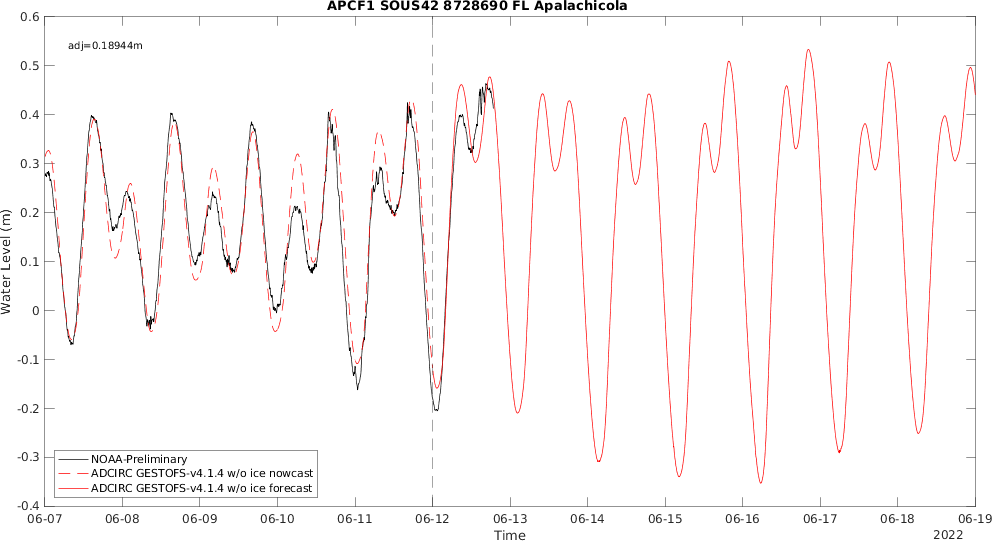 APCF1 SOUS42 8728690 FL Apalachicola
adj=0.18944m
0.6
0.5
0.4
0.3
0.2
0.1
0
-0.1
-0.2
-0.3
-0.4
Water Level (m)
NOAA-Preliminary
ADCIRC GESTOFS-v4.1.4 w/o ice nowcast
ADCIRC GESTOFS-v4.1.4 w/o ice forecast
06-07 06-08 06-09 06-10 06-11 06-12 06-13 06-14 06-15 06-16 06-17 06-18 06-19
Time
2022